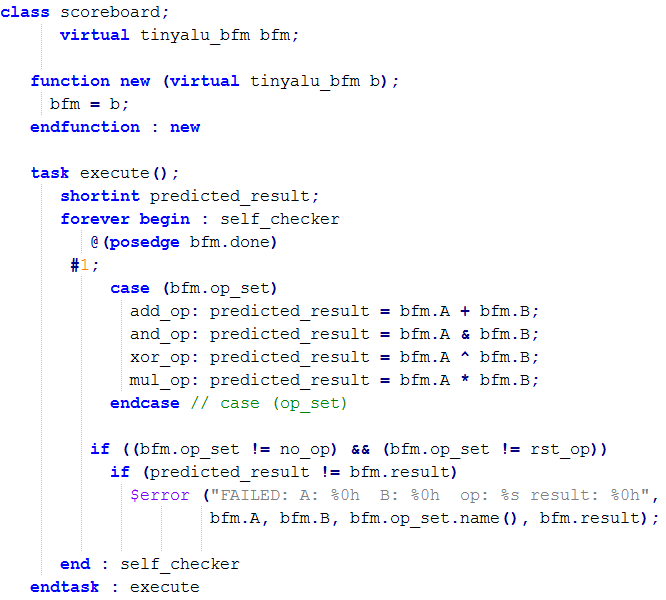 class scoreboard;
      virtual tinyalu_bfm bfm;

   function new (virtual tinyalu_bfm b);
     bfm = b;
   endfunction : new

   task execute();
      shortint predicted_result;
      forever begin : self_checker
         @(posedge bfm.done)
       #1;
           case (bfm.op_set)
             add_op: predicted_result = bfm.A + bfm.B;
             and_op: predicted_result = bfm.A & bfm.B;
             xor_op: predicted_result = bfm.A ^ bfm.B;
             mul_op: predicted_result = bfm.A * bfm.B;
           endcase // case (op_set)

         if ((bfm.op_set != no_op) && (bfm.op_set != rst_op))
           if (predicted_result != bfm.result)
             $error ("FAILED: A: %0h  B: %0h  op: %s result: %0h",
                     bfm.A, bfm.B, bfm.op_set.name(), bfm.result);

      end : self_checker
   endtask : execute